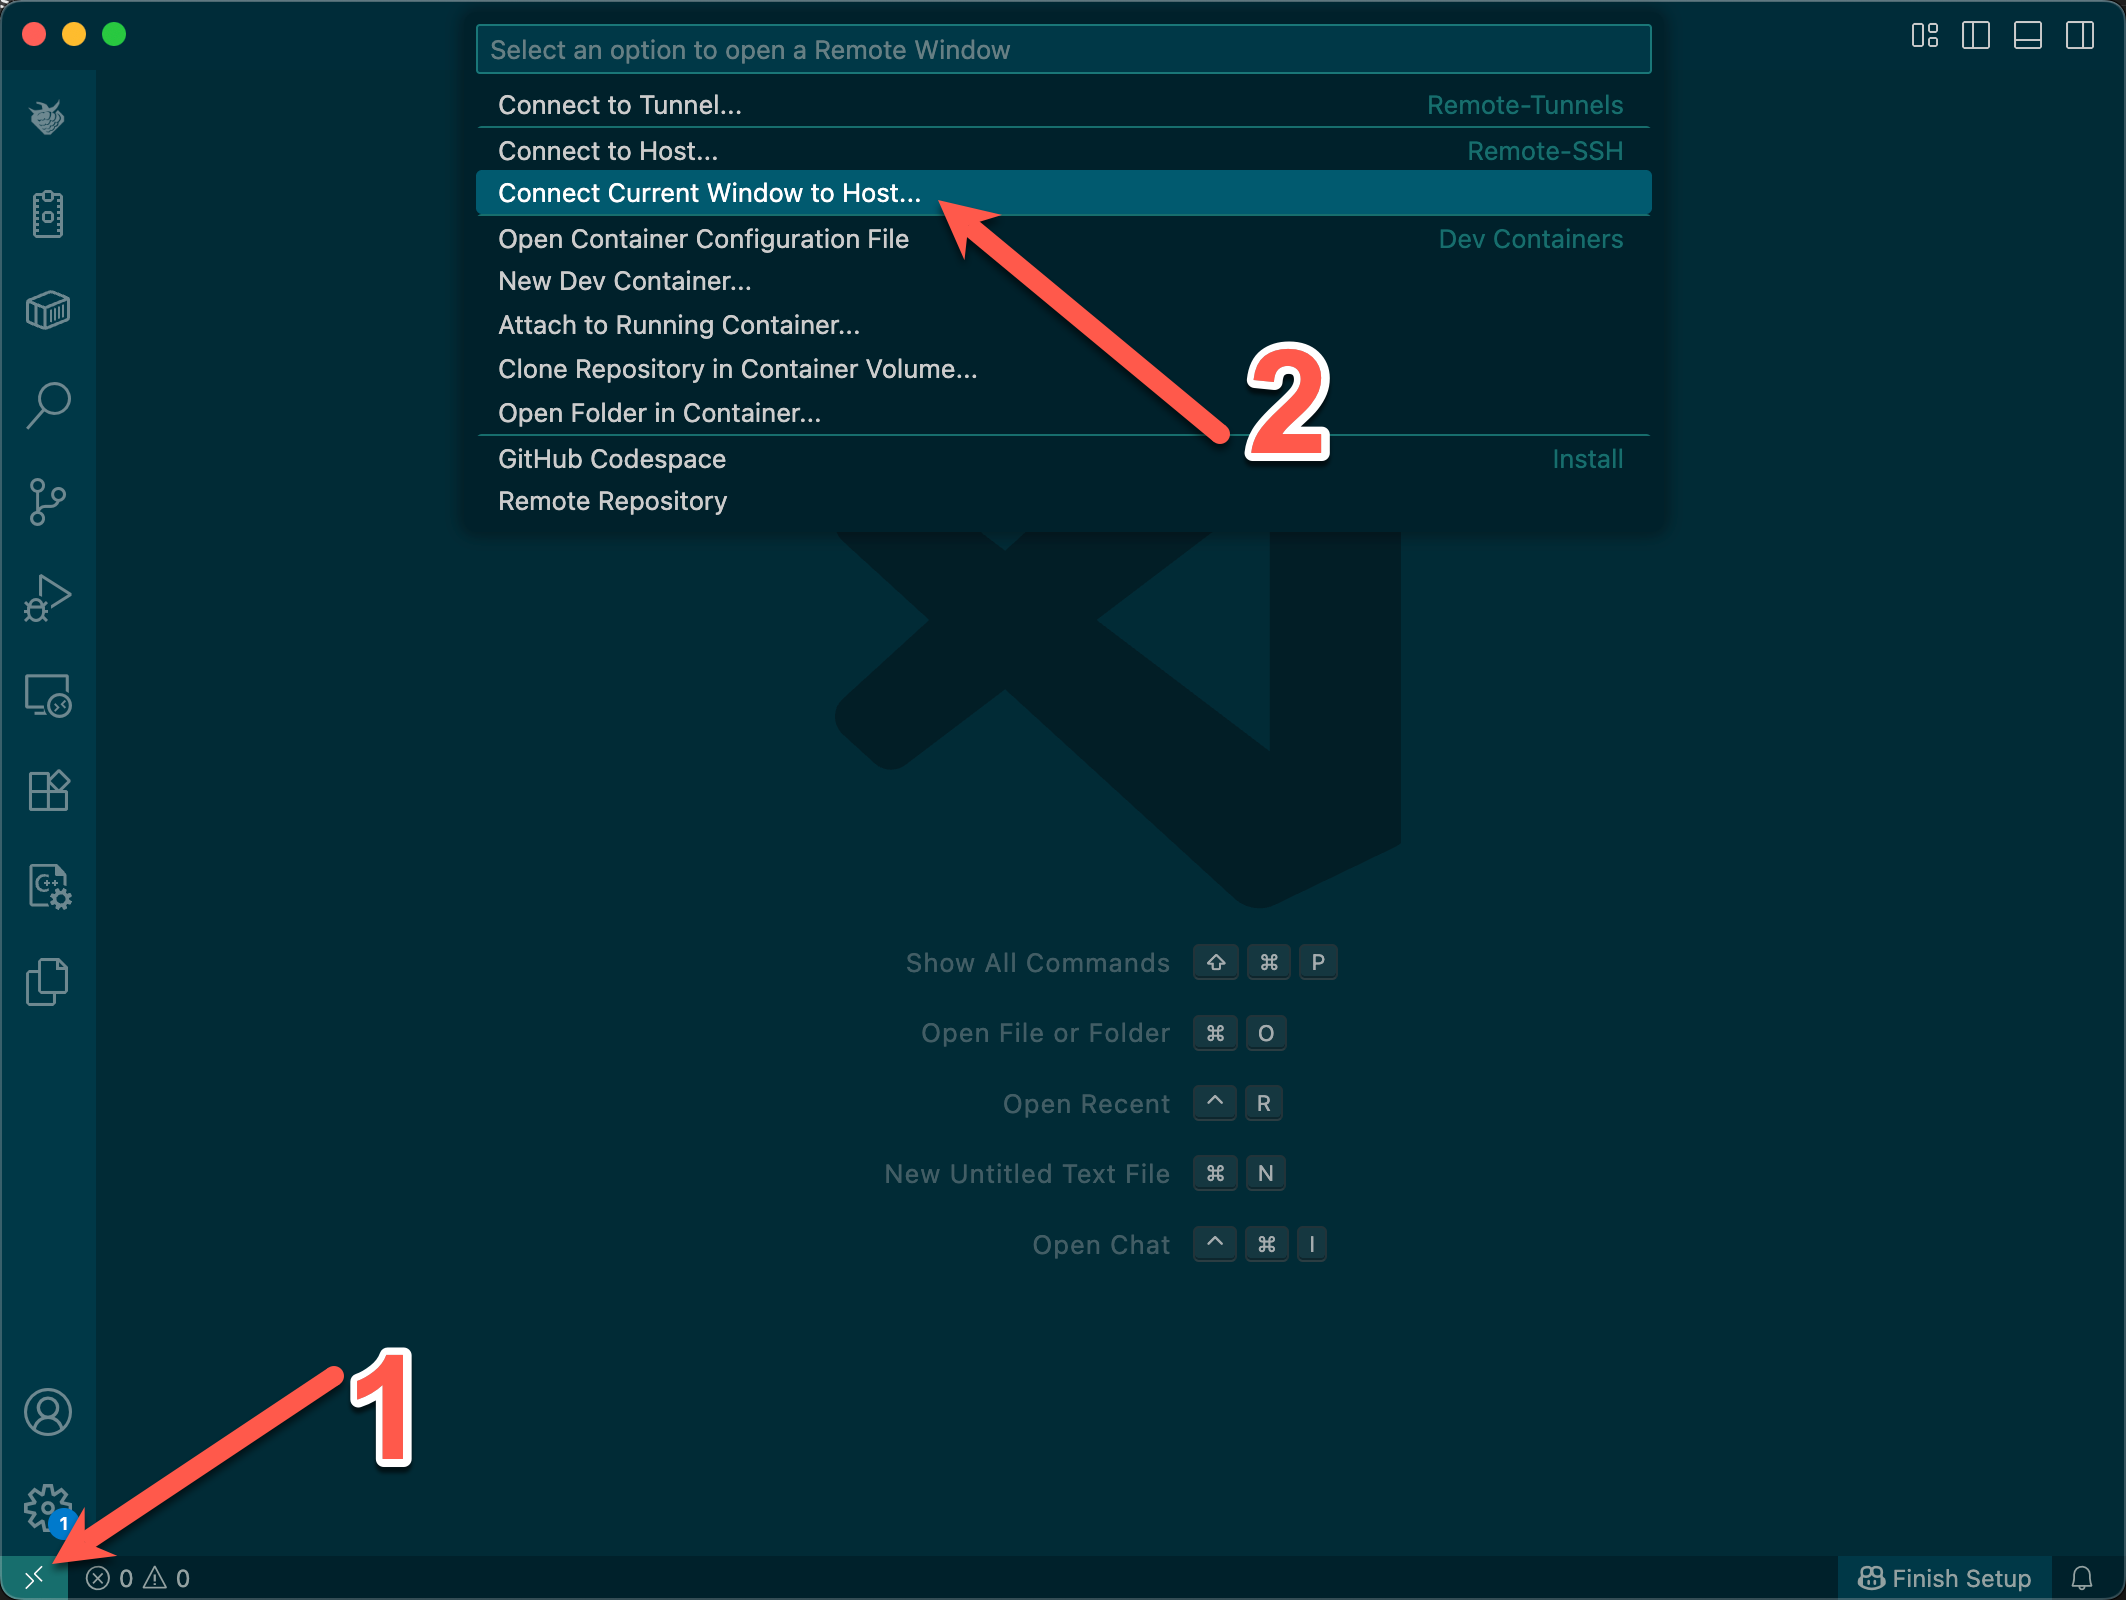 Select an option to open a Remote Window
Connect to Tunnel... Remote-Tunnels
Connect to Host... Remote-SSH
Connect Current Window to Host...
Open Container Configuration File Dev Containers
New Dev Container...
Attach to Running Container...
Clone Repository in Container Volume...
Open Folder in Container...
2
GitHub Codespace Install
Remote Repository
C++
Show All Commands ⇧ ⌘ P
Open File or Folder ⌘ O
Open Recent ^ R
New Untitled Text File ⌘ N
Open Chat ^ ⌘ I
1
1
0 0 Finish Setup